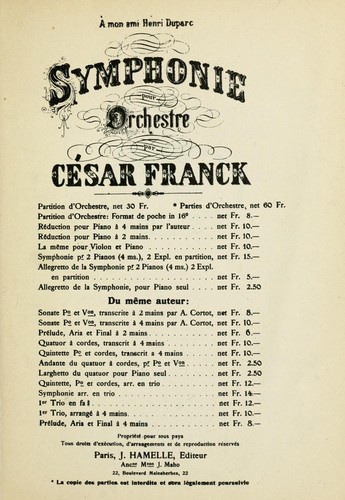 À mon ami Henri Duparc
SYMPHONIE
pour
Orchestre
par
CÉSAR FRANCK
Partition d'Orchestre, net 30 Fr. * Parties d'Orchestre, net 60 Fr.
Partition d'Orchestre: Format de poche in 16º . . . . net Fr. 8.—
Réduction pour Piano à 4 mains par l'auteur . . . net Fr. 10.—
Réduction pour Piano à 2 mains . . . . . net Fr. 10.—
La même pour Violon et Piano . . . . . net Fr. 10.—
Symphonie pr 2 Pianos (4 ms.), 2 Expl. en partition, net Fr. 15.—
Allegretto de la Symphonie pr 2 Pianos (4 ms.) 2 Expl.
en partition . . . . . net Fr. 5.—
Allegretto de la Symphonie, pour Piano seul . . net Fr. 2.50
Du même auteur:
Sonate Pno et Von, transcrite à 2 mains par A. Cortot, net Fr. 8.—
Sonate Pno et Von, transcrite à 4 mains par A. Cortot, net Fr. 10.—
Prélude, Aria et Final à 2 mains . . . . . net Fr. 6.—
Quatuor à cordes, transcrit à 4 mains . . . . . net Fr. 10.—
Quintette Pno et cordes, transcrit à 4 mains . . . . net Fr. 10.—
Andante du quatuor à cordes, pr Pno et Von . . . net Fr. 2.50
Larghetto du quatuor pour Piano seul . . . . . net Fr. 2.50
Quintette, Pno et cordes, arr. en trio . . . . . net Fr. 12.—
Symphonie arr. en trio . . . . . net Fr. 14.—
1er Trio en fa ♯ . . . . . net Fr. 12.—
1er Trio, arrangé à 4 mains . . . . . net Fr. 10.—
Prélude, Aria et Final à 4 mains . . . . . net Fr. 8.—
Propriété pour tous pays
Tous droits d'exécution, d'arrangements et de reproduction réservés
Paris, J. HAMELLE, Editeur
Ancne Mson J. Maho
22, Boulevard Malesherbes, 22
* La copie des parties est interdite et sera légalement poursuivie